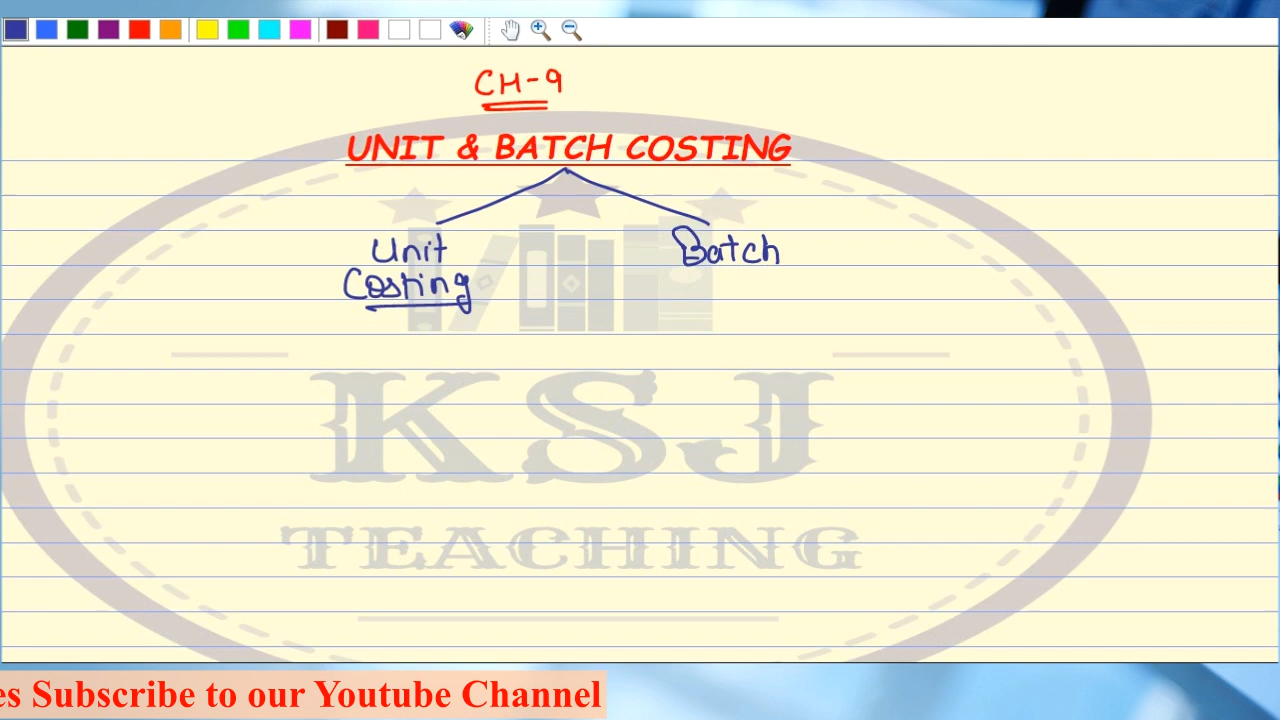 CH-9
UNIT & BATCH COSTING
Unit Batch
Costing
KSJ
TEACHING
es Subscribe to our Youtube Channel